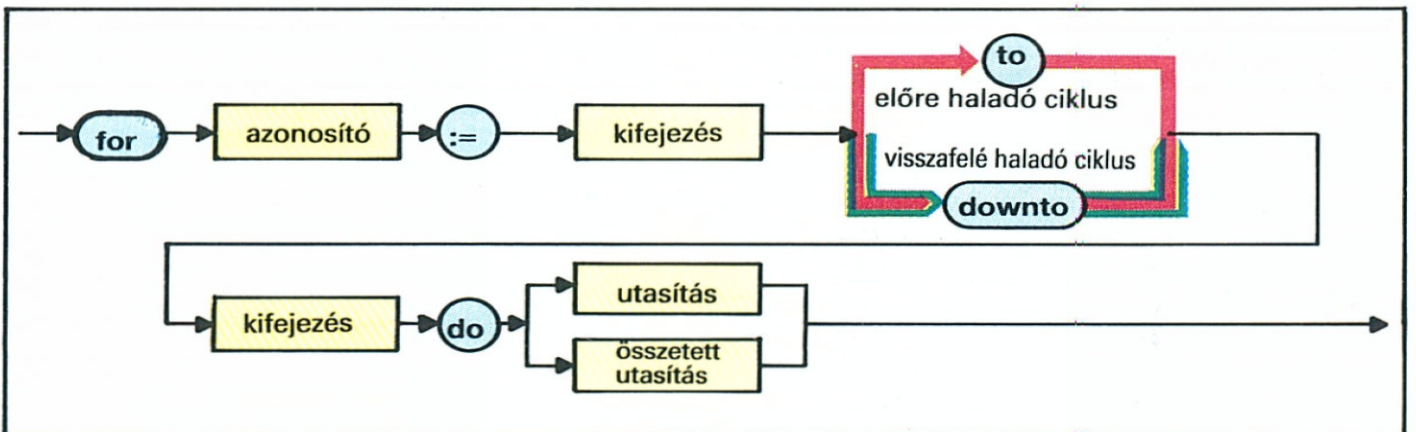 for
azonosító
:=
kifejezés
to
előre haladó ciklus
visszafelé haladó ciklus
downto
kifejezés
do
utasítás
összetett
utasítás